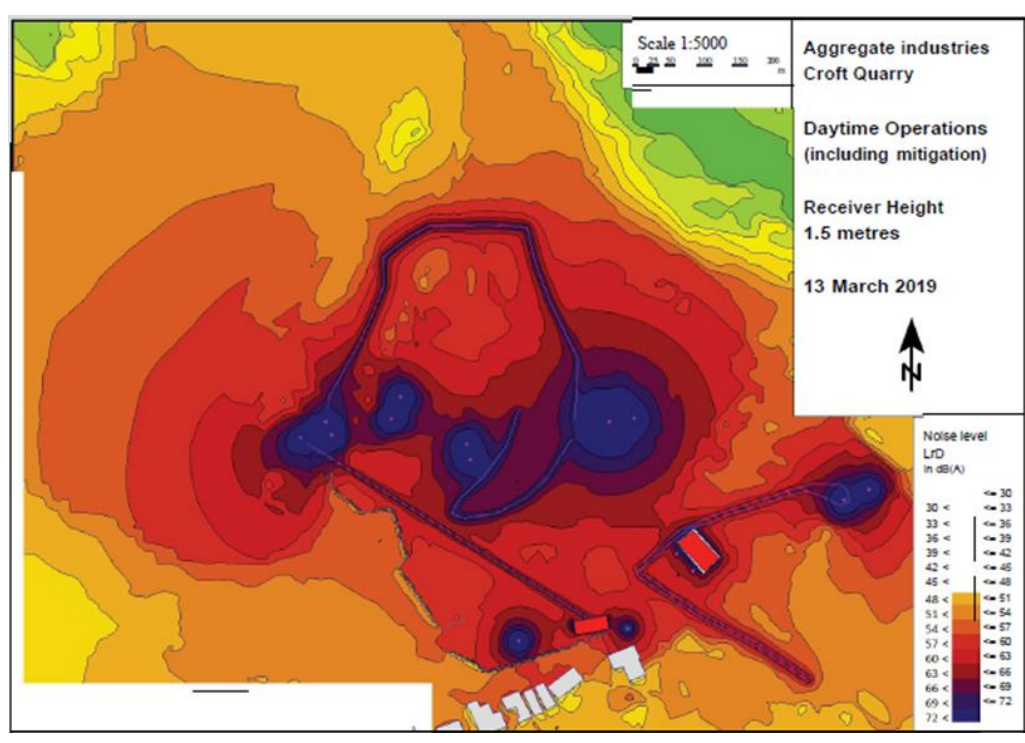 Scale 1:5000
0 25 50 100 150 200
m
Aggregate industries
Croft Quarry
Daytime Operations
(including mitigation)
Receiver Height
1.5 metres
13 March 2019
N
Noise level
LrD
in dB(A)
<= 30
30 < <= 33
33 < <= 36
36 < <= 39
39 < <= 42
42 < <= 45
45 < <= 48
48 < <= 51
51 < <= 54
54 < <= 57
57 < <= 60
60 < <= 63
63 < <= 66
66 < <= 69
69 < <= 72
72 <